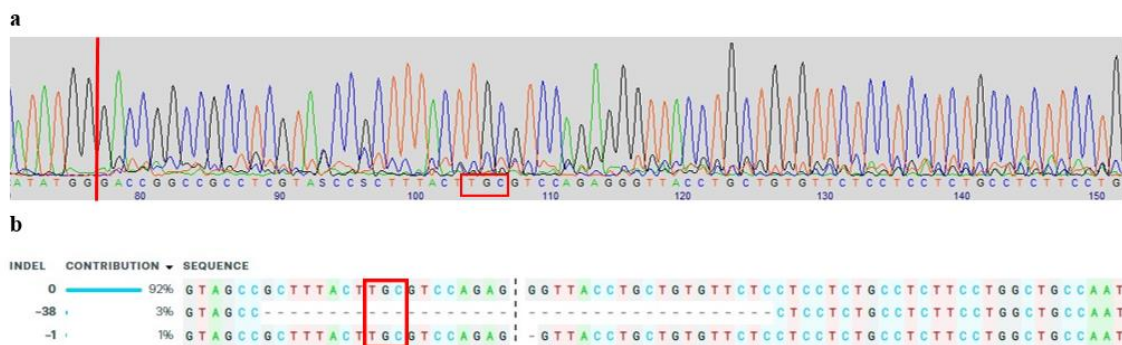 a
ATATGGGACCGGCCGCCTCGTASCCSCTTTACTTGCGTCCAGAGGGTTACCTGCTGTGTTCTCCTCCTCTGCCTCTTCCTG
80 90 100 110 120 130 140 150
b
INDEL CONTRIBUTION SEQUENCE
0 92% GTAGCCGCTTTACTTGCGTCCAGAG GGTTACCTGCTGTGTTCTCCTCCTCTGCCTCTTCCTGGCTGCCAAT
-38 3% GTAGCC------------------- -------------------CTCCTCTGCCTCTTCCTGGCTGCCAAT
-1 1% GTAGCCGCTTTACTTGCGTCCAGAG -GTTACCTGCTGTGTTCTCCTCCTCTGCCTCTTCCTGGCTGCCAAT